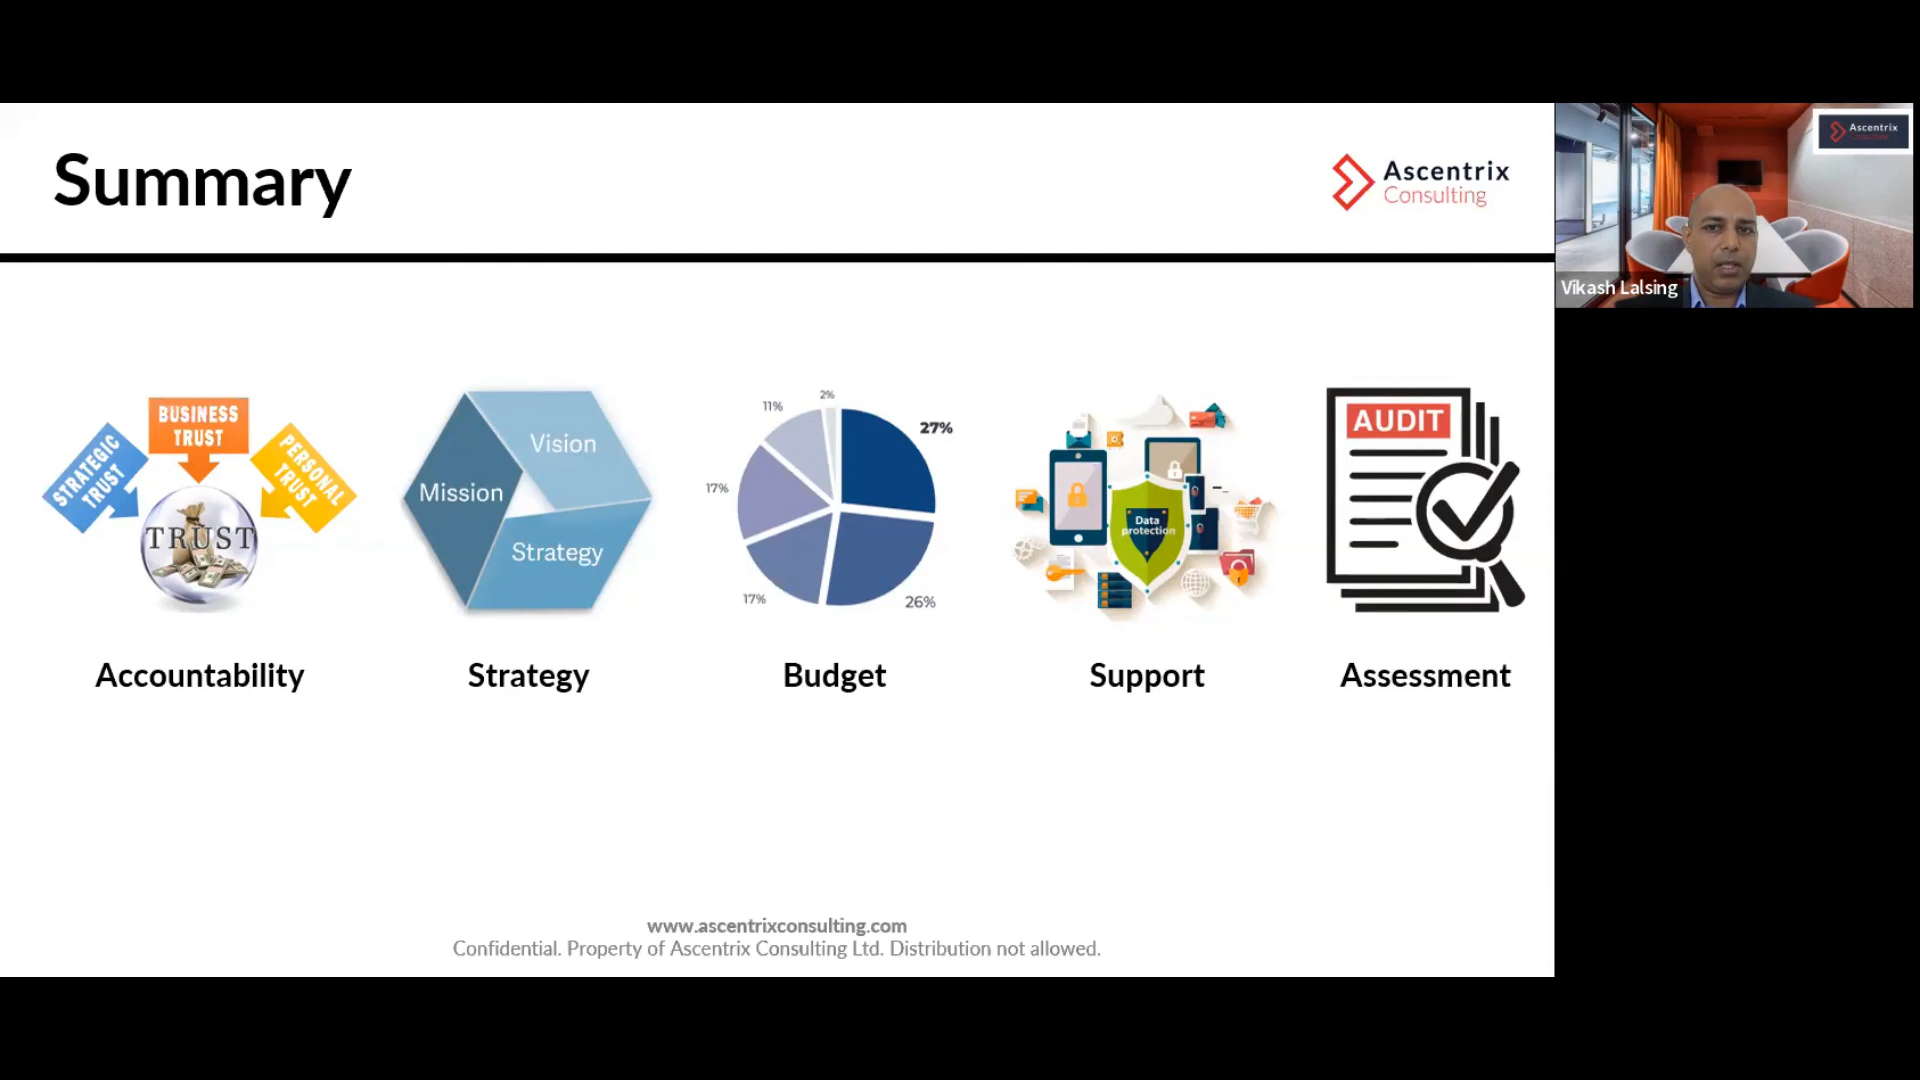 Summary
Ascentrix
Consulting
Ascentrix
Vikash Lalsing
STRATEGIC
TRUST
BUSINESS
TRUST
PERSONAL
TRUST
TRUST
Vision
Mission
Strategy
2%
11%
27%
17%
17%
26%
Data
protection
AUDIT
Accountability
Strategy
Budget
Support
Assessment
www.ascentrixconsulting.com
Confidential. Property of Ascentrix Consulting Ltd. Distribution not allowed.